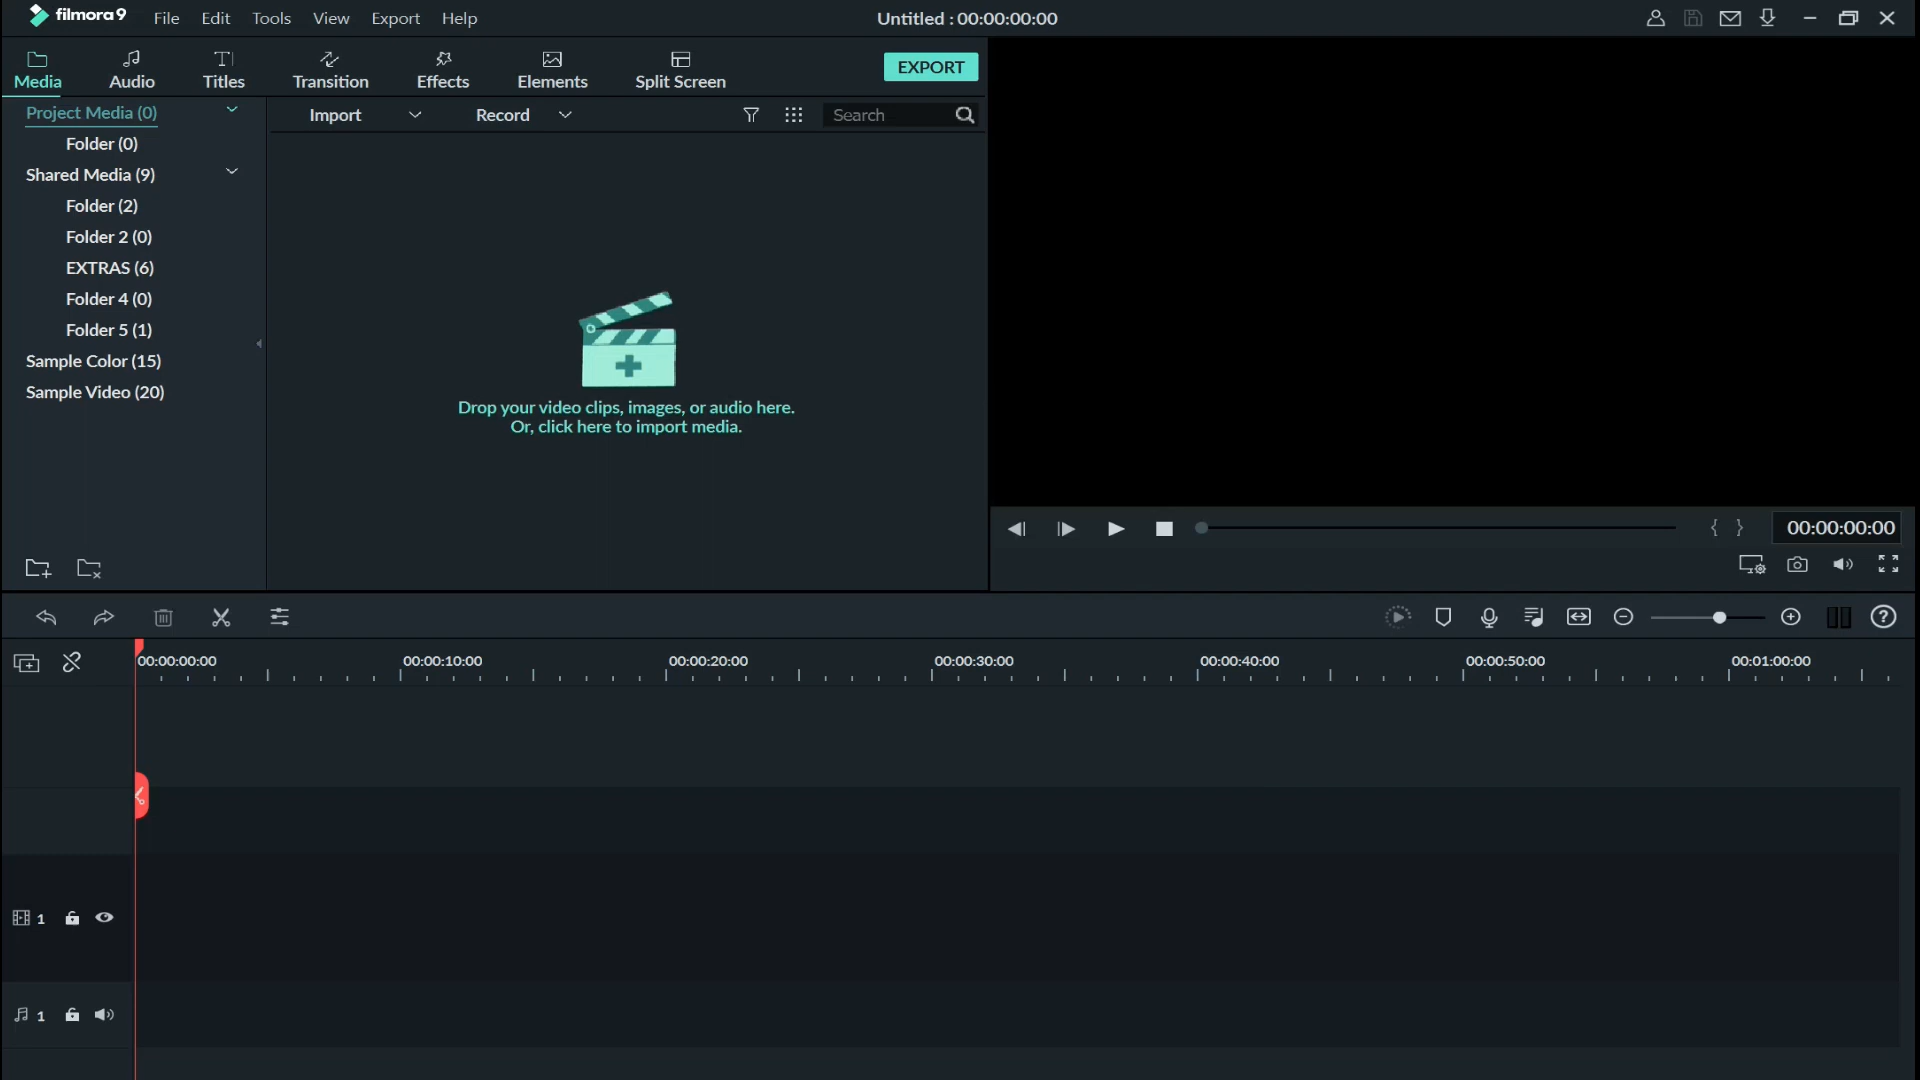 filmora9 File Edit Tools View Export Help Untitled : 00:00:00:00
Media Audio Titles Transition Effects Elements Split Screen EXPORT
Project Media (0)
Folder (0)
Shared Media (9)
Folder (2)
Folder 2 (0)
EXTRAS (6)
Folder 4 (0)
Folder 5 (1)
Sample Color (15)
Sample Video (20)
Import Record Search
Drop your video clips, images, or audio here.
Or, click here to import media.
00:00:00:00
00:00:00:00 00:00:10:00 00:00:20:00 00:00:30:00 00:00:40:00 00:00:50:00 00:01:00:00
1
1